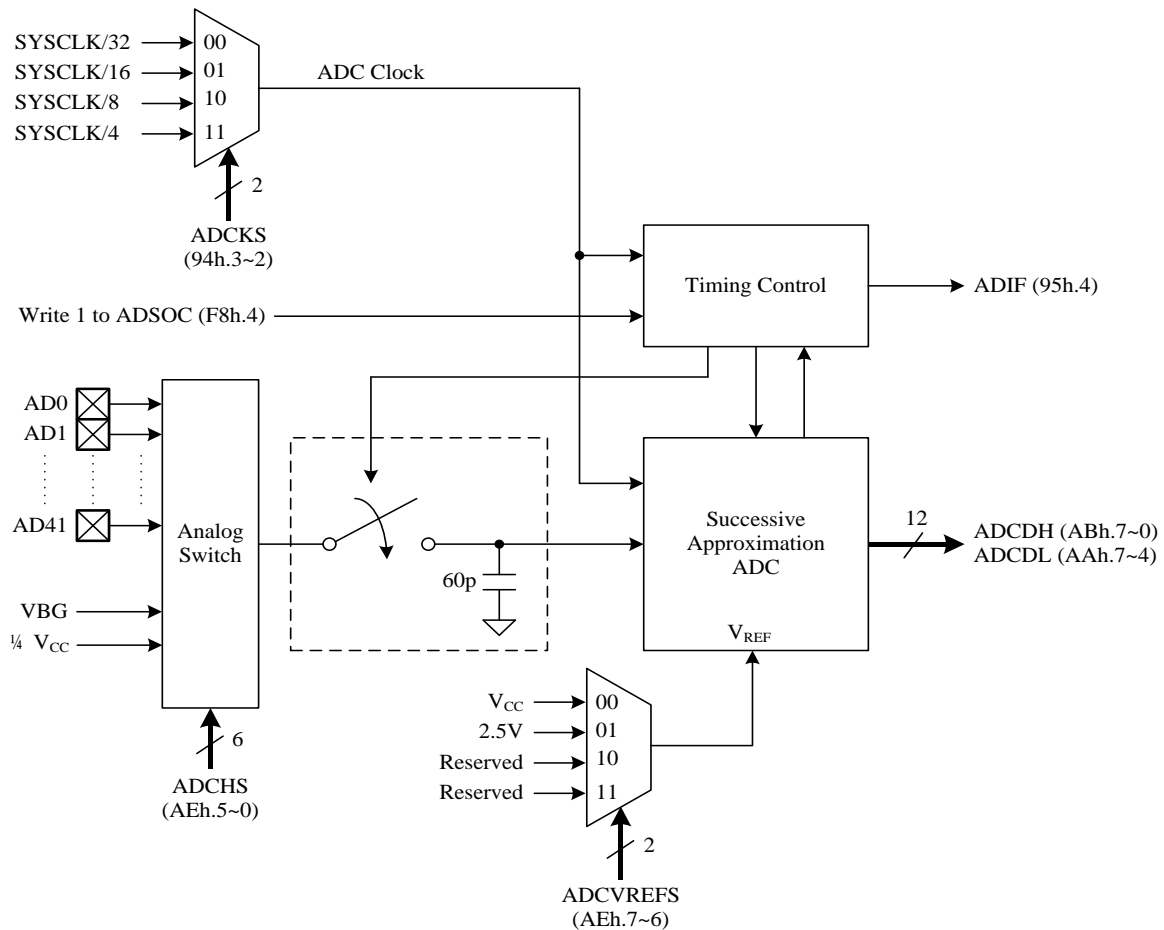 SYSCLK/32
00
SYSCLK/16
01
ADC Clock
SYSCLK/8
10
SYSCLK/4
11
2
ADCKS
(94h.3~2)
Timing Control
ADIF (95h.4)
Write 1 to ADSOC (F8h.4)
AD0
AD1
AD41
Analog
Switch
VBG
¼ VCC
6
ADCHS
(AEh.5~0)
60p
Successive
Approximation
ADC
VREF
12
ADCDH (ABh.7~0)
ADCDL (AAh.7~4)
VCC
00
2.5V
01
Reserved
10
Reserved
11
2
ADCVREFS
(AEh.7~6)